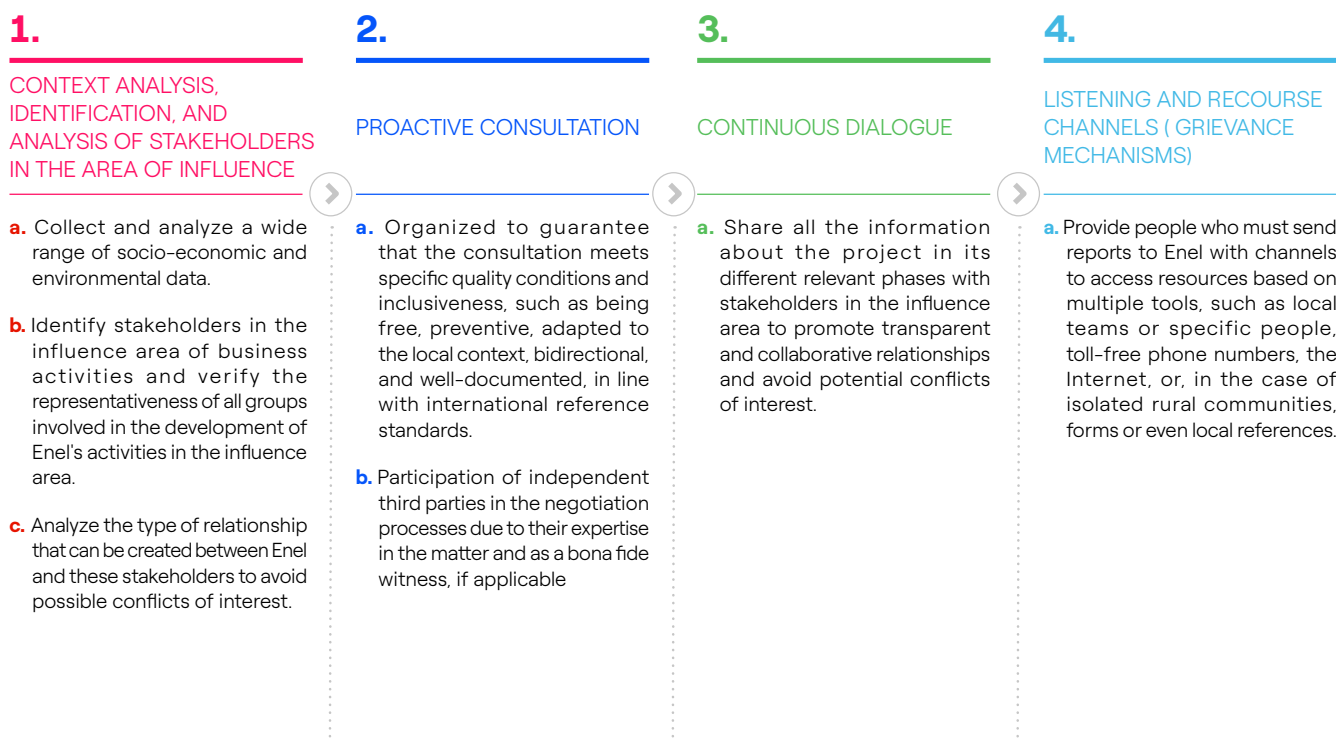 1.
CONTEXT ANALYSIS,
IDENTIFICATION, AND
ANALYSIS OF STAKEHOLDERS
IN THE AREA OF INFLUENCE
a. Collect and analyze a wide
range of socio-economic and
environmental data.
b. Identify stakeholders in the
influence area of business
activities and verify the
representativeness of all groups
involved in the development of
Enel's activities in the influence
area.
c. Analyze the type of relationship
that can be created between Enel
and these stakeholders to avoid
possible conflicts of interest.
2.
PROACTIVE CONSULTATION
a. Organized to guarantee
that the consultation meets
specific quality conditions and
inclusiveness, such as being
free, preventive, adapted to
the local context, bidirectional,
and well-documented, in line
with international reference
standards.
b. Participation of independent
third parties in the negotiation
processes due to their expertise
in the matter and as a bona fide
witness, if applicable
3.
CONTINUOUS DIALOGUE
a. Share all the information
about the project in its
different relevant phases with
stakeholders in the influence
area to promote transparent
and collaborative relationships
and avoid potential conflicts
of interest.
4.
LISTENING AND RECOURSE
CHANNELS ( GRIEVANCE
MECHANISMS)
a. Provide people who must send
reports to Enel with channels
to access resources based on
multiple tools, such as local
teams or specific people,
toll-free phone numbers, the
Internet, or, in the case of
isolated rural communities,
forms or even local references.